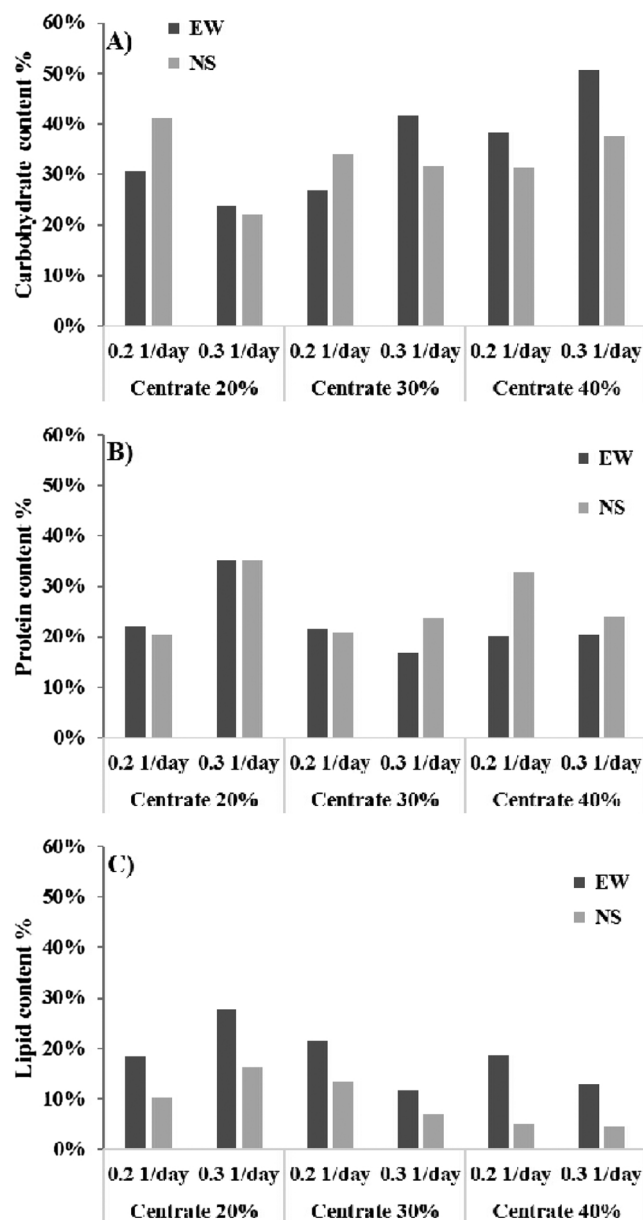 A)
EW
NS
Carbohydrate content %
60%
50%
40%
30%
20%
10%
0%
0.2 1/day 0.3 1/day 0.2 1/day 0.3 1/day 0.2 1/day 0.3 1/day
Centrate 20% Centrate 30% Centrate 40%
B)
EW
NS
Protein content %
60%
50%
40%
30%
20%
10%
0%
0.2 1/day 0.3 1/day 0.2 1/day 0.3 1/day 0.2 1/day 0.3 1/day
Centrate 20% Centrate 30% Centrate 40%
C)
EW
NS
Lipid content %
60%
50%
40%
30%
20%
10%
0%
0.2 1/day 0.3 1/day 0.2 1/day 0.3 1/day 0.2 1/day 0.3 1/day
Centrate 20% Centrate 30% Centrate 40%